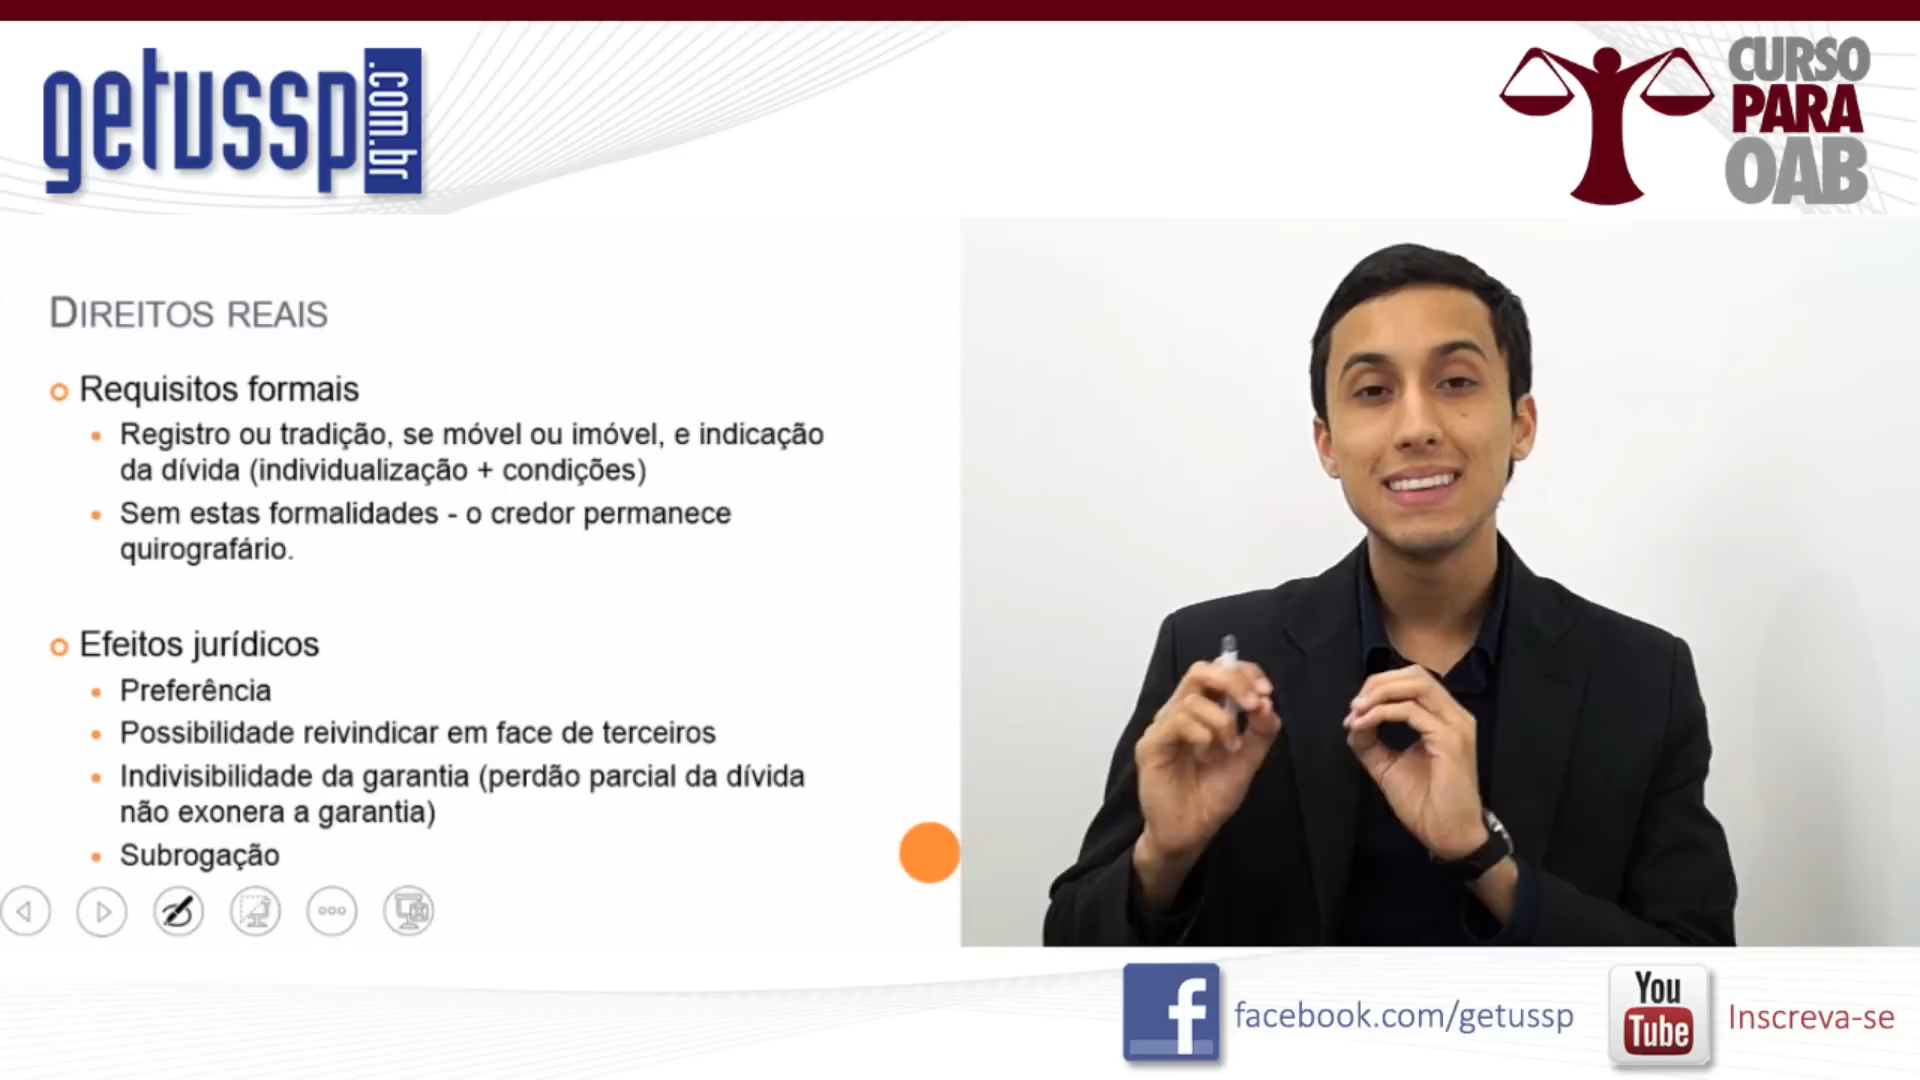 getussp.com.br
CURSO
PARA
OAB
DIREITOS REAIS
Requisitos formais
Registro ou tradição, se móvel ou imóvel, e indicação
da dívida (individualização + condições)
Sem estas formalidades - o credor permanece
quirografário.
Efeitos jurídicos
Preferência
Possibilidade reivindicar em face de terceiros
Indivisibilidade da garantia (perdão parcial da dívida
não exonera a garantia)
Subrogação
f
facebook.com/getussp
You
Tube
Inscreva-se